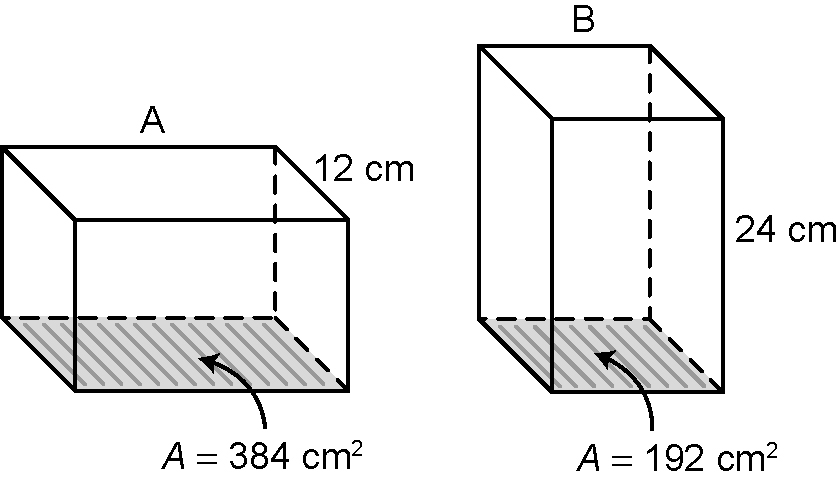 A
12 cm
A = 384 cm²
B
24 cm
A = 192 cm²